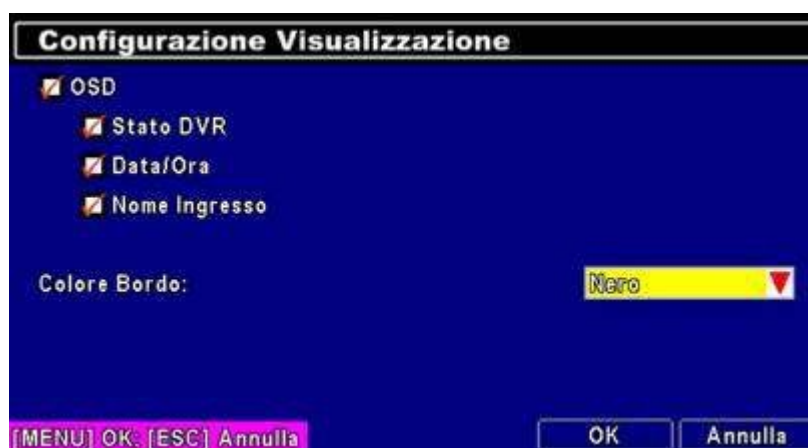 Configurazione Visualizzazione
OSD
Stato DVR
Data/Ora
Nome Ingresso
Colore Bordo: Nero
[MENU] OK: [ESC] Annulla OK Annulla